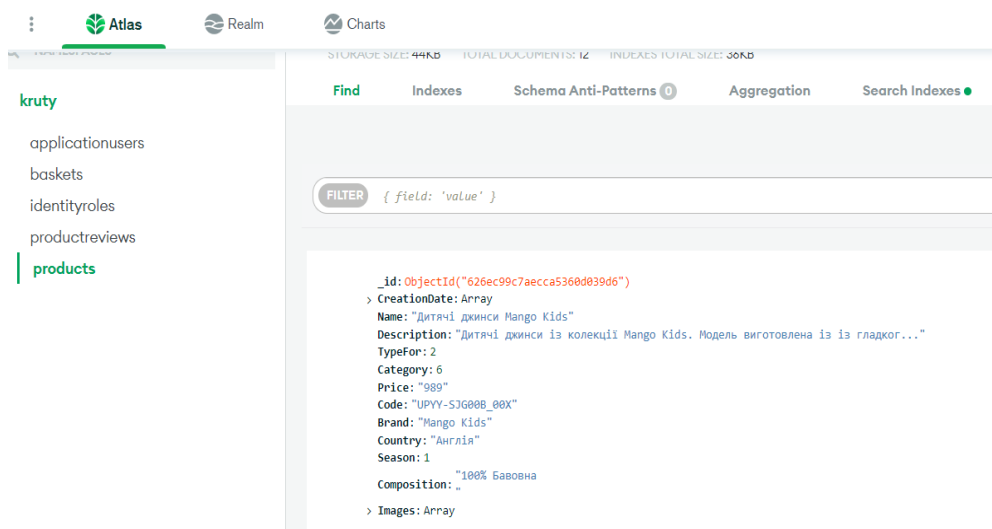 Atlas
Realm
Charts
STORAGE SIZE: 44KB TOTAL DOCUMENTS: 12 INDEXES TOTAL SIZE: 36KB
Find Indexes Schema Anti-Patterns 0 Aggregation Search Indexes
kruty
applicationusers
baskets
identityroles
productreviews
products
FILTER { field: 'value' }
_id: ObjectId("626ec99c7aecca5360d039d6")
CreationDate: Array
Name: "Дитячі джинси Mango Kids"
Description: "Дитячі джинси із колекції Mango Kids. Модель виготовлена із із гладког..."
TypeFor: 2
Category: 6
Price: "989"
Code: "UPYY-SJG00B_00X"
Brand: "Mango Kids"
Country: "Англія"
Season: 1
Composition: "100% Бавовна
"
Images: Array